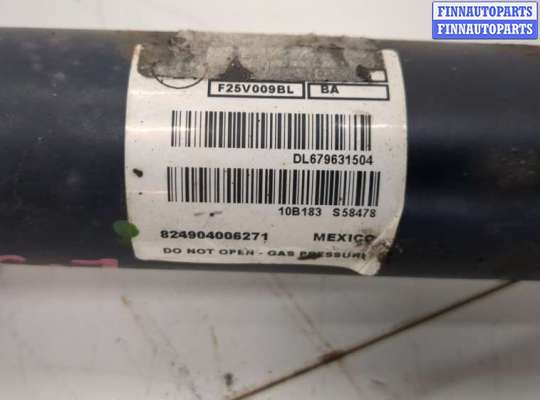 FINNAUTOPARTS
FINNAUTOPARTS
F25V009BL BA
DL679631504
10B183 S58478
824904006271 MEXICO
DO NOT OPEN - GAS PRESSURE